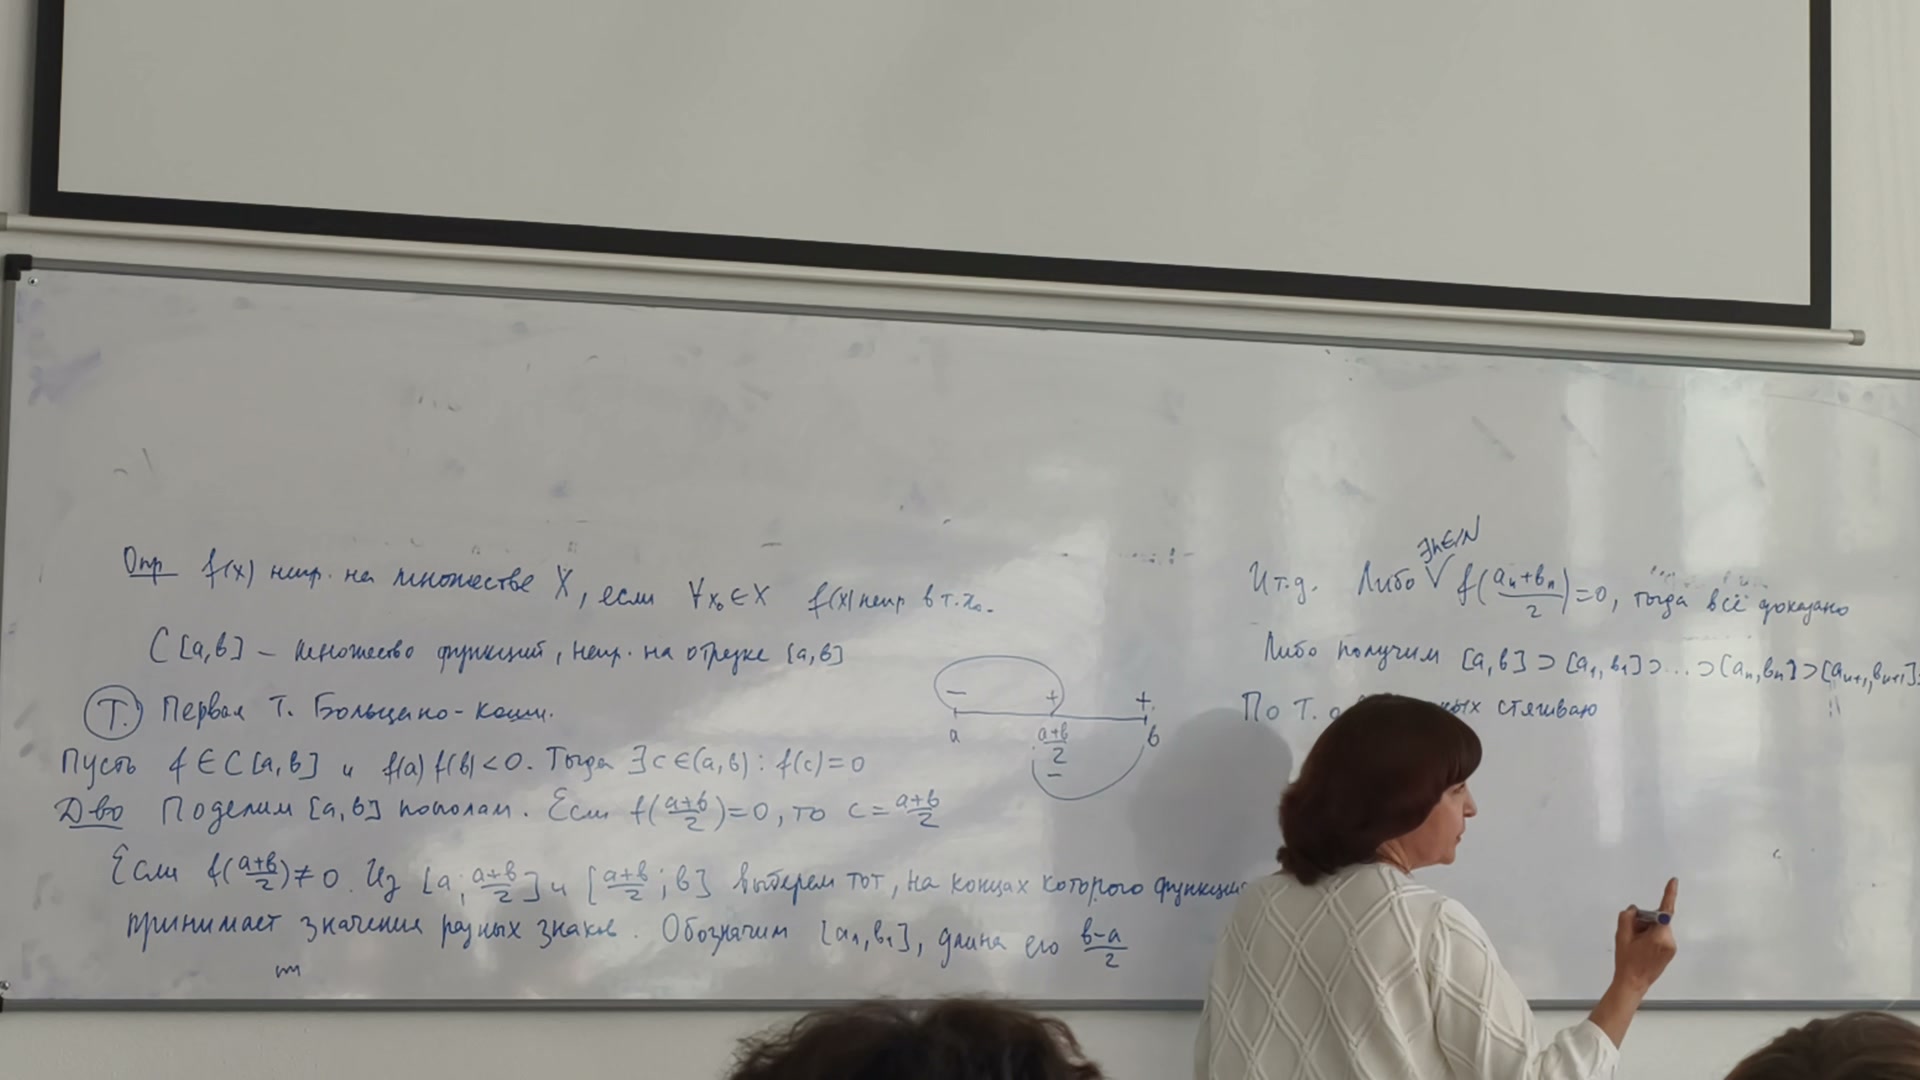 Опр f(x) непр. на множестве X, если ∀x₀∈X f(x) непр в т. x₀.
C[a,b] – множество функций, непр. на отрезке [a,b]
Т. Первая Т. Больцано-Коши.
Пусть f∈C[a,b] и f(a)f(b)<0. Тогда ∃c∈(a,b): f(c)=0
Д-во Поделим [a,b] пополам. Если f((a+b)/2)=0, то c=(a+b)/2
Если f((a+b)/2)≠0. Из [a; (a+b)/2] и [(a+b)/2; b] выберем тот, на концах которого функция
принимает значения разных знаков. Обозначим [a₁,b₁], длина его (b-a)/2
− + +
a (a+b)/2 b
−
∃n∈N
И т.д. Либо ∨ f((aₙ+bₙ)/2)=0, тогда всё доказано
Либо получим [a,b]⊃[a₁,b₁]⊃...⊃[aₙ,bₙ]⊃[aₙ₊₁,bₙ₊₁]
По Т. стягиваю